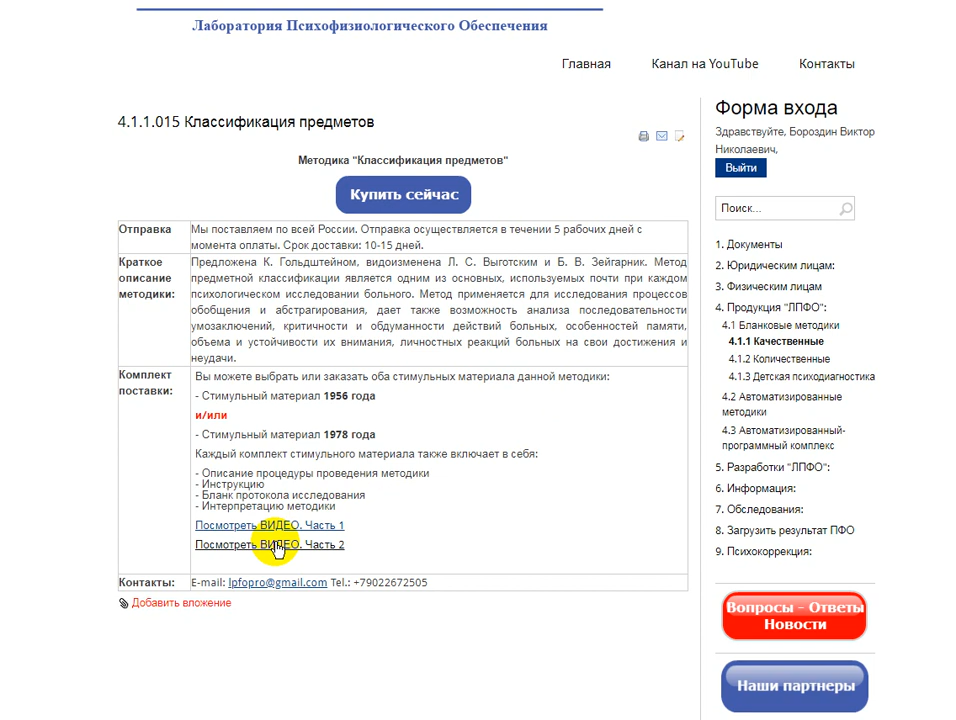 Лаборатория Психофизиологического Обеспечения
Главная
Канал на YouTube
Контакты
4.1.1.015 Классификация предметов
Методика "Классификация предметов"
Купить сейчас
Отправка
Мы поставляем по всей России. Отправка осуществляется в течении 5 рабочих дней с
момента оплаты. Срок доставки: 10-15 дней.
Краткое
описание
методики:
Предложена К. Гольдштейном, видоизменена Л. С. Выготским и Б. В. Зейгарник. Метод
предметной классификации является одним из основных, используемых почти при каждом
психологическом исследовании больного. Метод применяется для исследования процессов
обобщения и абстрагирования, дает также возможность анализа последовательности
умозаключений, критичности и обдуманности действий больных, особенностей памяти,
объема и устойчивости их внимания, личностных реакций больных на свои достижения и
неудачи.
Комплект
поставки:
Вы можете выбрать или заказать оба стимульных материала данной методики:
- Стимульный материал 1956 года
и/или
- Стимульный материал 1978 года
Каждый комплект стимульного материала также включает в себя:
- Описание процедуры проведения методики
- Инструкцию
- Бланк протокола исследования
- Интерпретацию методики
Посмотреть ВИДЕО. Часть 1
Посмотреть ВИДЕО. Часть 2
Контакты:
E-mail: lpfopro@gmail.com Tel.: +79022672505
Добавить вложение
Форма входа
Здравствуйте, Бороздин Виктор
Николаевич,
Выйти
Поиск...
1. Документы
2. Юридическим лицам:
3. Физическим лицам
4. Продукция "ЛПФО":
4.1 Бланковые методики
4.1.1 Качественные
4.1.2 Количественные
4.1.3 Детская психодиагностика
4.2 Автоматизированные
методики
4.3 Автоматизированный-
программный комплекс
5. Разработки "ЛПФО":
6. Информация:
7. Обследования:
8. Загрузить результат ПФО
9. Психокоррекция:
Вопросы - Ответы
Новости
Наши партнеры